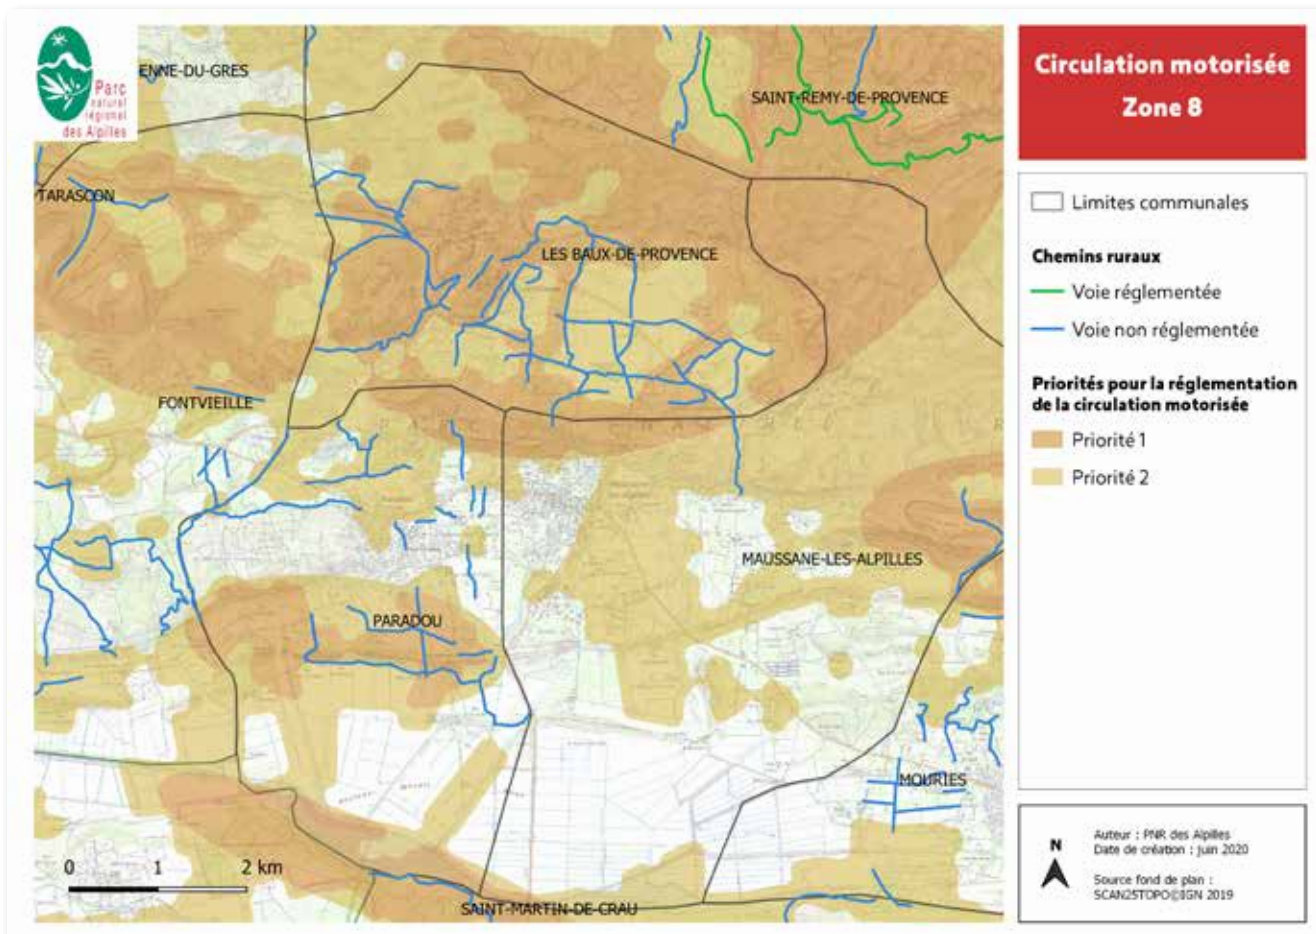 Parc
naturel
régional
des Alpilles
ENNE-DU-GRES
SAINT-REMY-DE-PROVENCE
TARASCON
LES BAUX-DE-PROVENCE
FONTVIEILLE
MAUSSANE-LES-ALPILLES
PARADOU
MOURIES
0 1 2 km
SAINT-MARTIN-DE-CRAU
Circulation motorisée
Zone 8
Limites communales
Chemins ruraux
Voie réglementée
Voie non réglementée
Priorités pour la réglementation
de la circulation motorisée
Priorité 1
Priorité 2
N
Auteur : PNR des Alpilles
Date de création : juin 2020
Source fond de plan :
SCAN25TOPO©IGN 2019